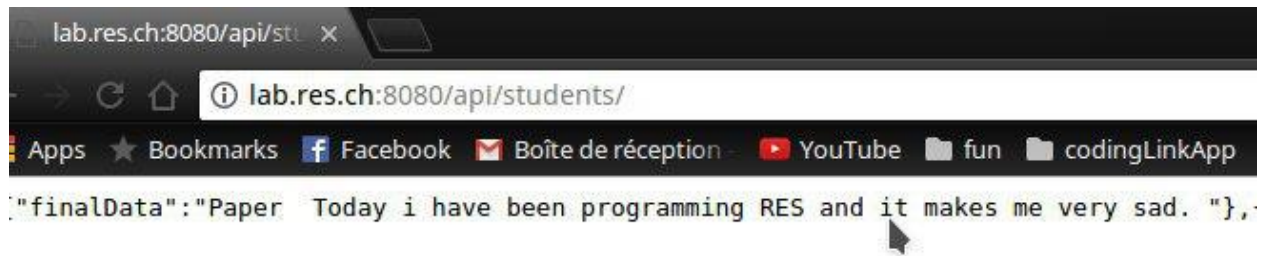 lab.res.ch:8080/api/stu
lab.res.ch:8080/api/students/
Apps Bookmarks Facebook Boîte de réception - YouTube fun codingLinkApp
"finalData":"Paper  Today i have been programming RES and it makes me very sad. "},